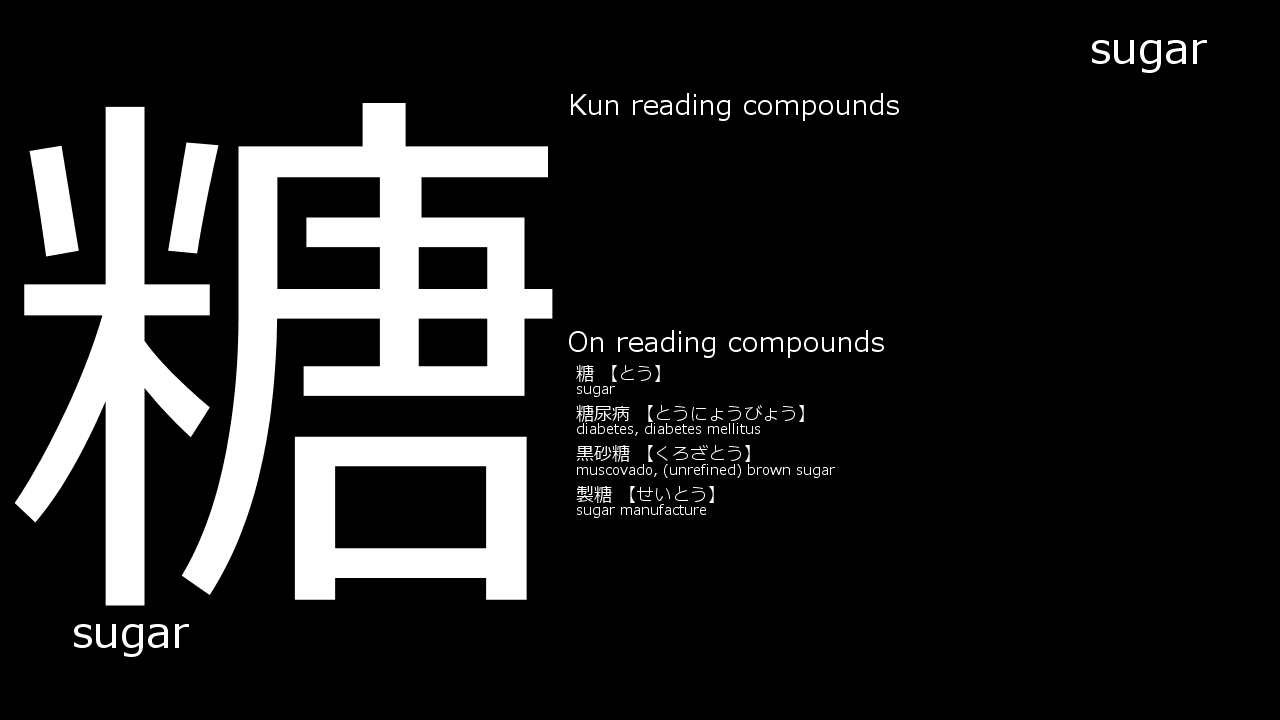 sugar
糖
sugar
Kun reading compounds
On reading compounds
糖 【とう】
sugar
糖尿病 【とうにょうびょう】
diabetes, diabetes mellitus
黒砂糖 【くろざとう】
muscovado, (unrefined) brown sugar
製糖 【せいとう】
sugar manufacture